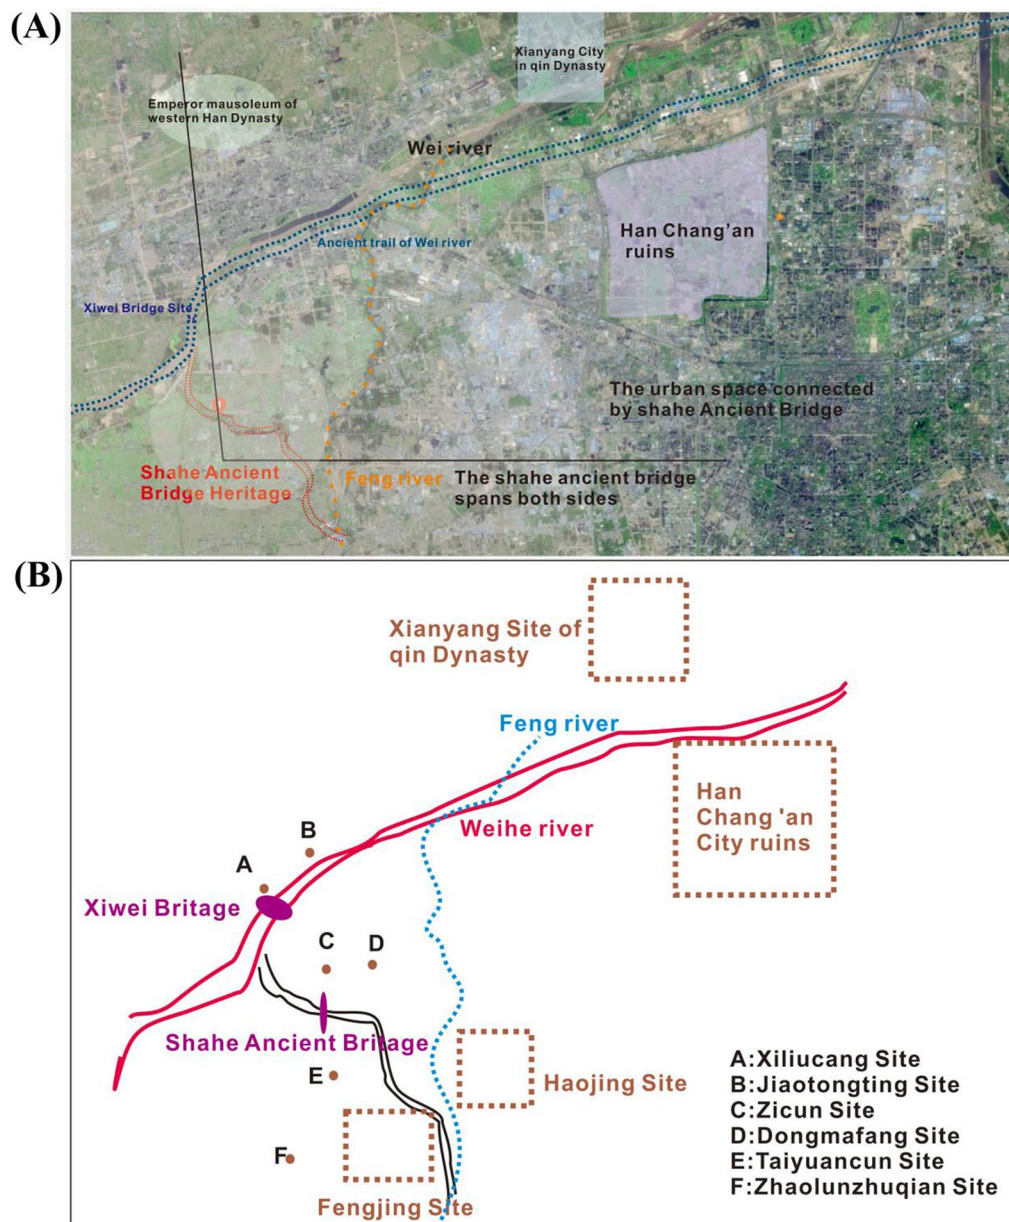 (A)
Xianyang City
in qin Dynasty
Emperor mausoleum of
western Han Dynasty
Wei river
Han Chang'an
ruins
Ancient trail of Wei river
Xiwei Bridge Site
The urban space connected
by shahe Ancient Bridge
Shahe Ancient
Bridge Heritage
Feng river
The shahe ancient bridge
spans both sides
(B)
Xianyang Site of
qin Dynasty
Feng river
Han
Chang 'an
City ruins
Weihe river
B
A
Xiwei Britage
C
D
Shahe Ancient Britage
E
Haojing Site
F
Fengjing Site
A:Xiliucang Site
B:Jiaotongting Site
C:Zicun Site
D:Dongmafang Site
E:Taiyuancun Site
F:Zhaolunzhuqian Site